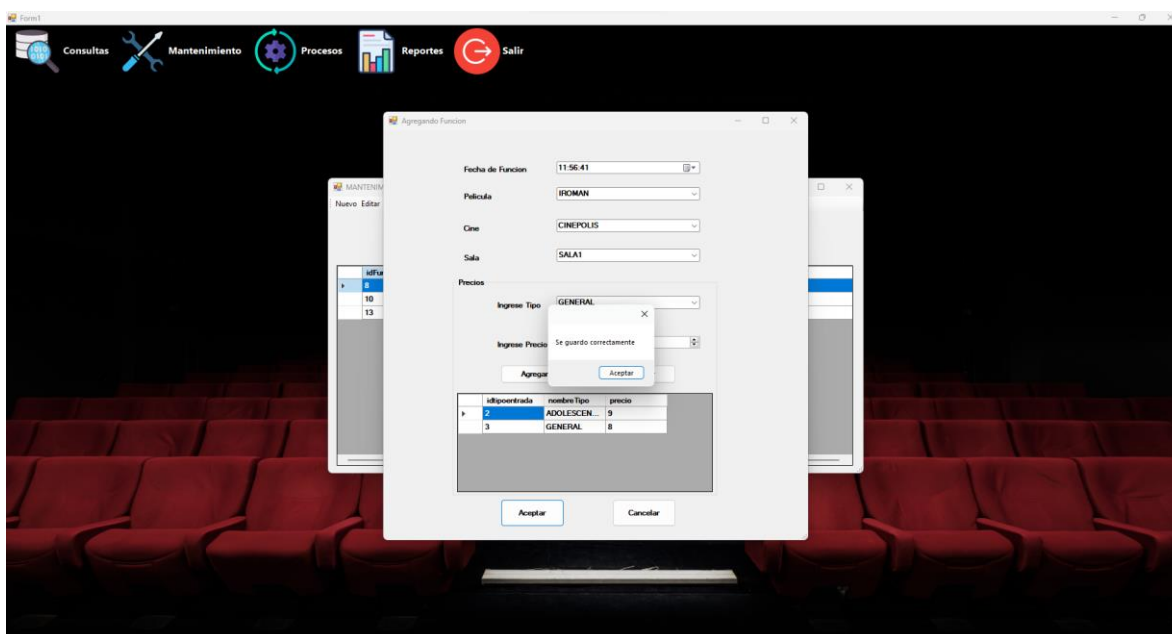 Form1
Consultas Mantenimiento Procesos Reportes Salir
Agregando Funcion
Fecha de Funcion 11:56:41
Pelicula IROMAN
Cine CINEPOLIS
Sala SALA1
MANTENIM
Nuevo Editar
idFun
8
10
13
Precios
Ingrese Tipo GENERAL
Ingrese Precio
Se guardo correctamente
Aceptar
Agregar
idtipoentrada nombreTipo precio
2 ADOLESCEN... 9
3 GENERAL 8
Aceptar Cancelar